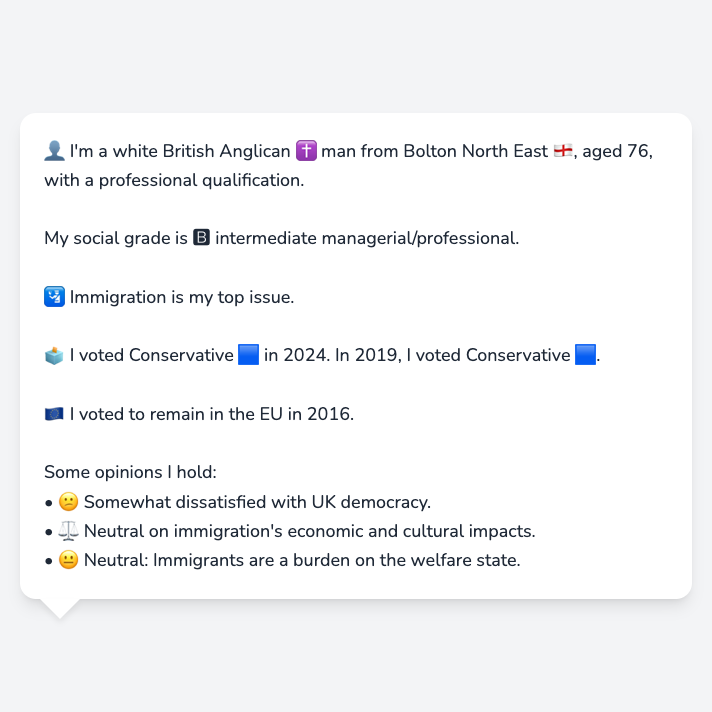 👤 I'm a white British Anglican ✝️ man from Bolton North East 🏴󠁧󠁢󠁥󠁮󠁧󠁿, aged 76,
with a professional qualification.
My social grade is 🅱 intermediate managerial/professional.
🛂 Immigration is my top issue.
🗳️ I voted Conservative 🟦 in 2024. In 2019, I voted Conservative 🟦.
🇪🇺 I voted to remain in the EU in 2016.
Some opinions I hold:
• 🙁 Somewhat dissatisfied with UK democracy.
• ⚖️ Neutral on immigration's economic and cultural impacts.
• 😐 Neutral: Immigrants are a burden on the welfare state.